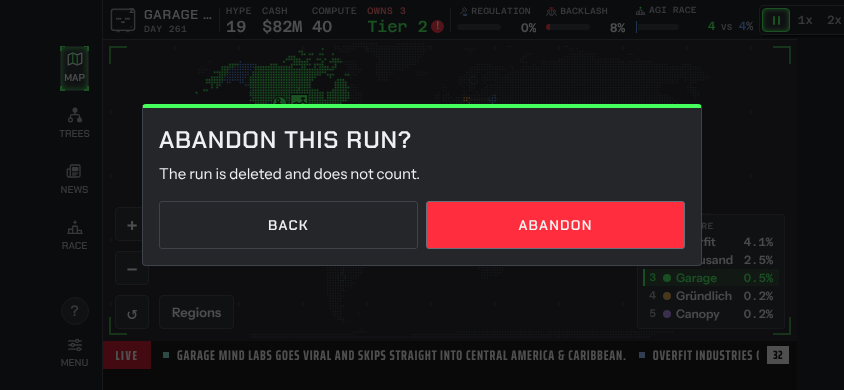 GARAGE ...
DAY 261
HYPE
19
CASH
$82M
COMPUTE
40
OWNS 3
Tier 2 !
REGULATION
0%
BACKLASH
8%
AGI RACE
4 vs 4%
1x 2x
MAP
TREES
NEWS
RACE
?
MENU
ABANDON THIS RUN?
The run is deleted and does not count.
BACK
ABANDON
+
−
↺
Regions
4.1%
2.5%
3 Garage 0.5%
4 Gründlich 0.2%
5 Canopy 0.2%
LIVE
GARAGE MIND LABS GOES VIRAL AND SKIPS STRAIGHT INTO CENTRAL AMERICA & CARIBBEAN.
OVERFIT INDUSTRIES
32